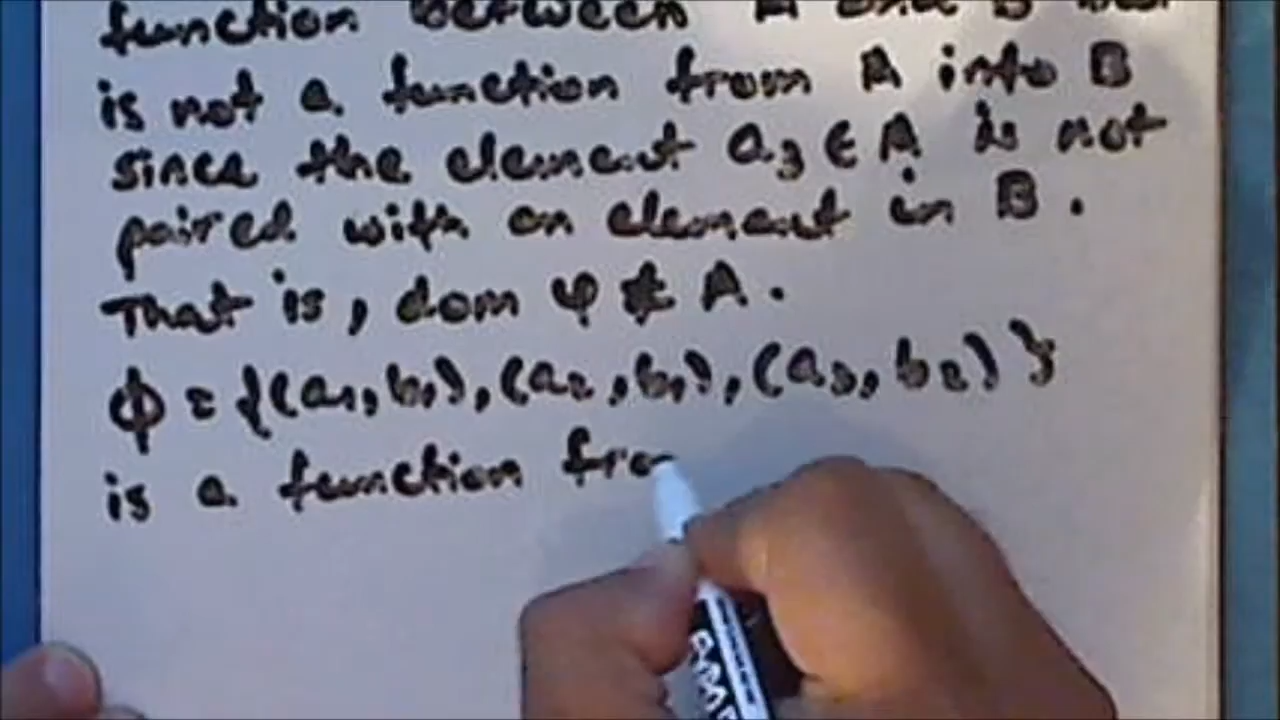 function between A and B but
is not a function from A into B
since the element a₃ ∈ A is not
paired with an element in B.
That is, dom φ ≠ A.
ϕ = {(a₁, b₁), (a₂, b₁), (a₃, b₂)}
is a function fro